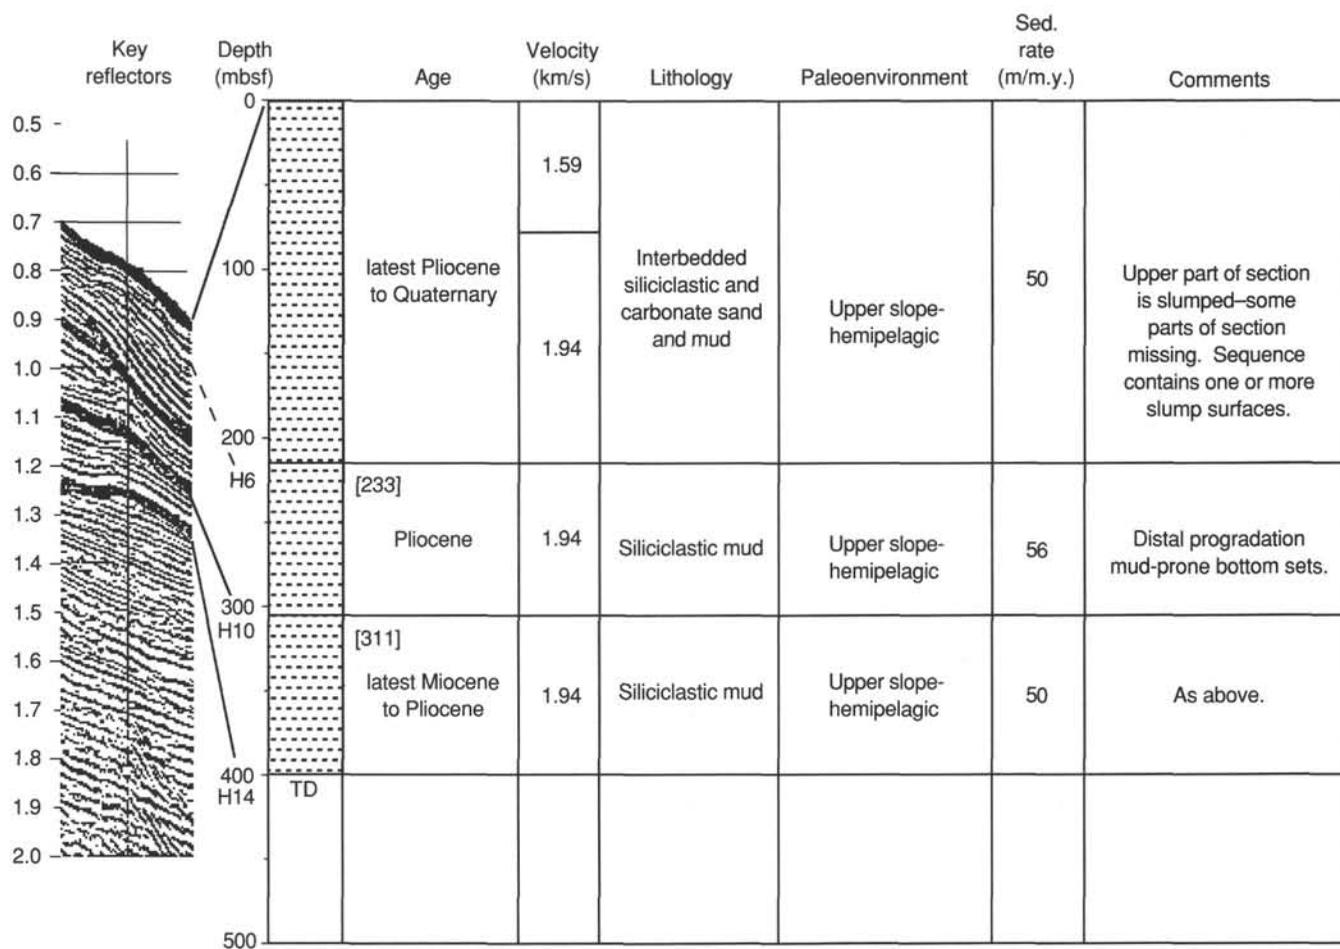 Key
reflectors
Depth
(mbsf)
Age
Velocity
(km/s)
Lithology
Paleoenvironment
Sed.
rate
(m/m.y.)
Comments
0.5
0.6
0.7
0.8
0.9
1.0
1.1
1.2
1.3
1.4
1.5
1.6
1.7
1.8
1.9
2.0
0
100
200
H6
300
H10
400
H14
500
TD
latest Pliocene
to Quaternary
1.59
1.94
Interbedded
siliciclastic and
carbonate sand
and mud
Upper slope-
hemipelagic
50
Upper part of section
is slumped–some
parts of section
missing. Sequence
contains one or more
slump surfaces.
[233]
Pliocene
1.94
Siliciclastic mud
Upper slope-
hemipelagic
56
Distal progradation
mud-prone bottom sets.
[311]
latest Miocene
to Pliocene
1.94
Siliciclastic mud
Upper slope-
hemipelagic
50
As above.